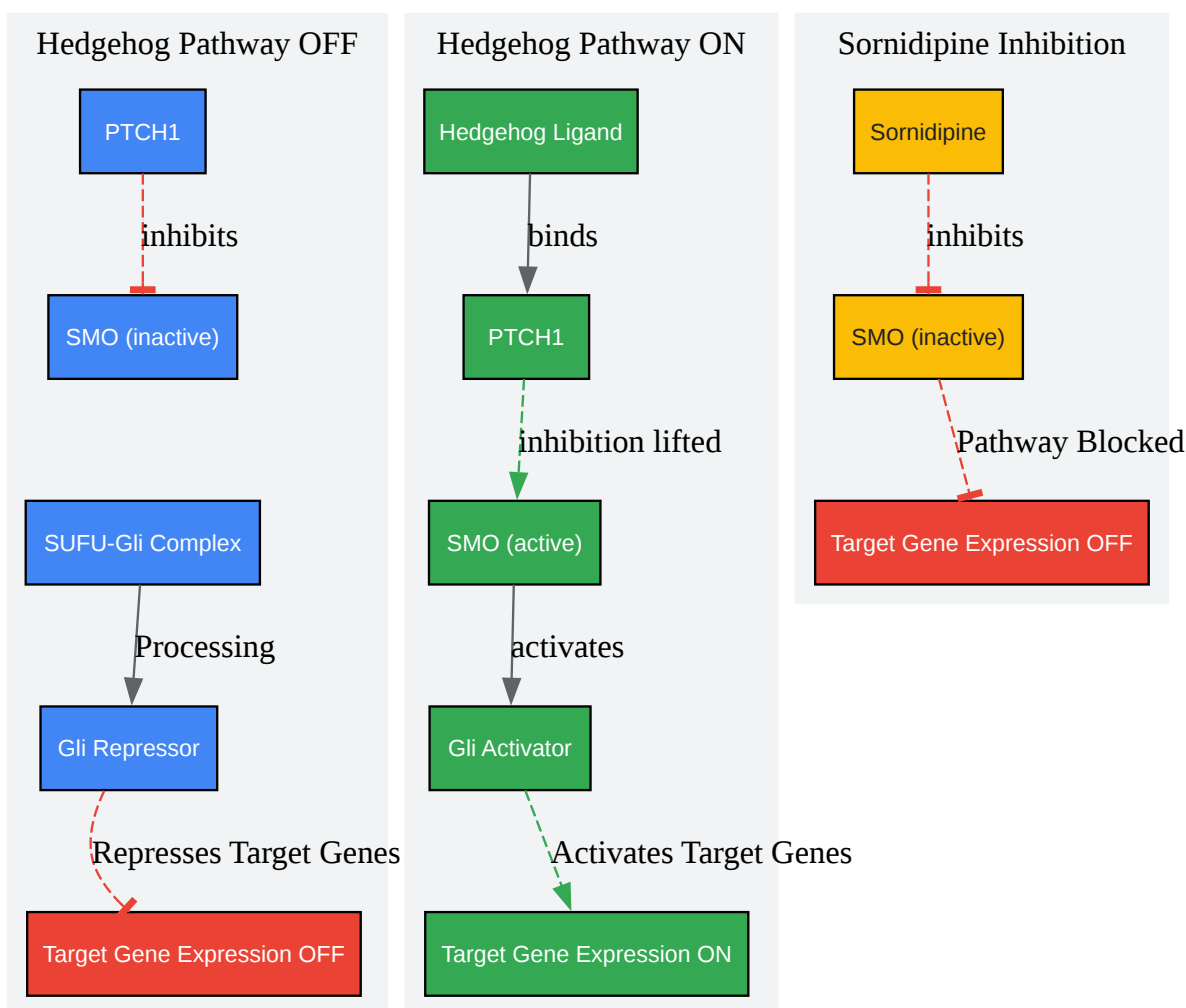 Hedgehog Pathway OFF
PTCH1
inhibits
SMO (inactive)
SUFU-Gli Complex
Processing
Gli Repressor
Represses Target Genes
Target Gene Expression OFF
Hedgehog Pathway ON
Hedgehog Ligand
binds
PTCH1
inhibition lifted
SMO (active)
activates
Gli Activator
Activates Target Genes
Target Gene Expression ON
Sornidipine Inhibition
Sornidipine
inhibits
SMO (inactive)
Pathway Blocked
Target Gene Expression OFF